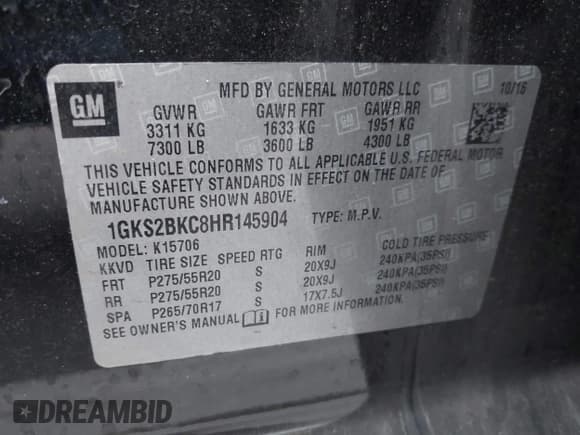 GM
MFD BY GENERAL MOTORS LLC
10/16
GVWR GAWR FRT GAWR RR
3311 KG 1633 KG 1951 KG
7300 LB 3600 LB 4300 LB
THIS VEHICLE CONFORMS TO ALL APPLICABLE U.S. FEDERAL MOTOR
VEHICLE SAFETY STANDARDS IN EFFECT ON THE DATE OF
MANUFACTURE SHOWN ABOVE.
1GKS2BKC8HR145904 TYPE: M.P.V.
MODEL: K15706
KKVD TIRE SIZE SPEED RTG RIM COLD TIRE PRESSURE
FRT P275/55R20 S 20X9J 240KPA(35PSI)
RR P275/55R20 S 20X9J 240KPA(35PSI)
SPA P265/70R17 S 17X7.5J 240KPA(35PSI)
SEE OWNER'S MANUAL FOR MORE INFORMATION.
DREAMBID